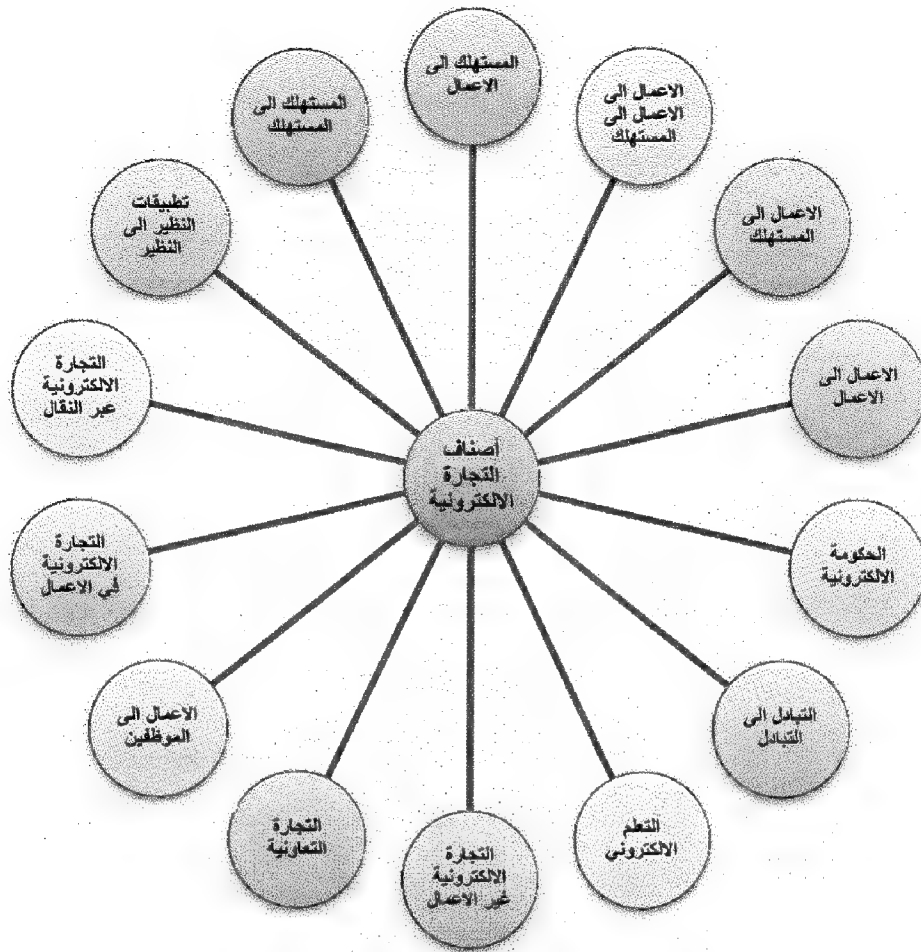 المستهلك الى
الاعمال
الاعمال الى
الاعمال الى
المستهلك
الاعمال الى
المستهلك
الاعمال الى
الاعمال
الحكومة
الالكترونية
التبادل الى
التبادل
التعلم
الالكتروني
التجارة
الالكترونية
غير الاعمال
التجارة
التعاونية
الاعمال الى
الموظفين
التجارة
الالكترونية
في الاعمال
التجارة
الالكترونية
عبر النقال
تطبيقات
النظير الى
النظير
المستهلك الى
المستهلك
أصناف
التجارة
الالكترونية